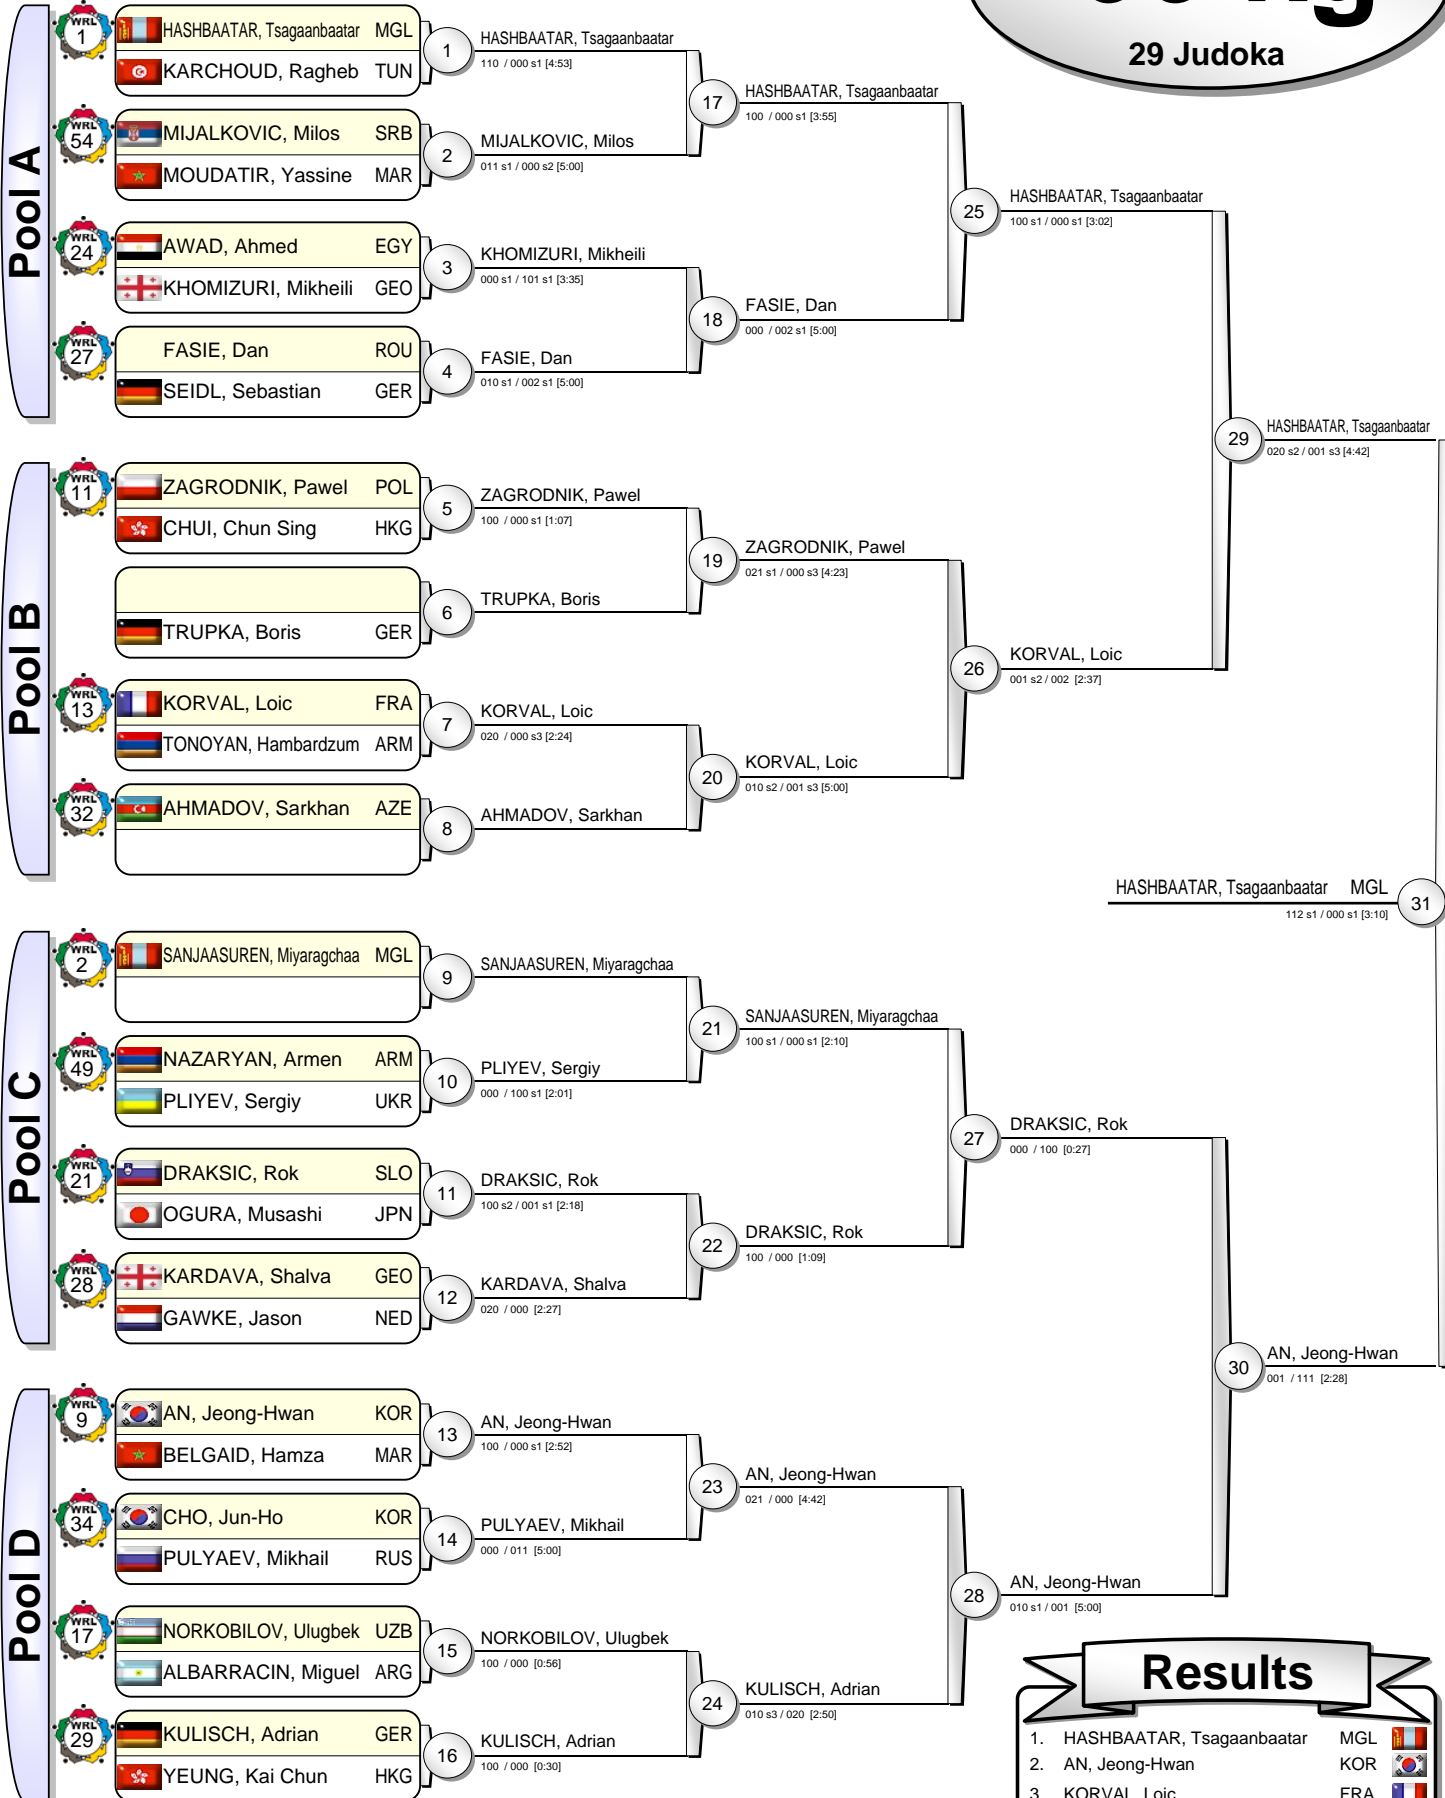 29 Judoka
Pool A
WRL
1
HASHBAATAR, Tsagaanbaatar MGL
KARCHOUD, Ragheb TUN
1
HASHBAATAR, Tsagaanbaatar
110 / 000 s1 [4:53]
WRL
54
MIJALKOVIC, Milos SRB
MOUDATIR, Yassine MAR
2
MIJALKOVIC, Milos
011 s1 / 000 s2 [5:00]
17
HASHBAATAR, Tsagaanbaatar
100 / 000 s1 [3:55]
WRL
24
AWAD, Ahmed EGY
KHOMIZURI, Mikheili GEO
3
KHOMIZURI, Mikheili
000 s1 / 101 s1 [3:35]
WRL
27
FASIE, Dan ROU
SEIDL, Sebastian GER
4
FASIE, Dan
010 s1 / 002 s1 [5:00]
18
FASIE, Dan
000 / 002 s1 [5:00]
25
HASHBAATAR, Tsagaanbaatar
100 s1 / 000 s1 [3:02]
Pool B
WRL
11
ZAGRODNIK, Pawel POL
CHUI, Chun Sing HKG
5
ZAGRODNIK, Pawel
100 / 000 s1 [1:07]
TRUPKA, Boris GER
6
TRUPKA, Boris
19
ZAGRODNIK, Pawel
021 s1 / 000 s3 [4:23]
WRL
13
KORVAL, Loic FRA
TONOYAN, Hambardzum ARM
7
KORVAL, Loic
020 / 000 s3 [2:24]
WRL
32
AHMADOV, Sarkhan AZE
8
AHMADOV, Sarkhan
20
KORVAL, Loic
010 s2 / 001 s3 [5:00]
26
KORVAL, Loic
001 s2 / 002 [2:37]
29
HASHBAATAR, Tsagaanbaatar
020 s2 / 001 s3 [4:42]
HASHBAATAR, Tsagaanbaatar MGL
112 s1 / 000 s1 [3:10]
31
Pool C
WRL
2
SANJAASUREN, Miyaragchaa MGL
9
SANJAASUREN, Miyaragchaa
WRL
49
NAZARYAN, Armen ARM
PLIYEV, Sergiy UKR
10
PLIYEV, Sergiy
000 / 100 s1 [2:01]
21
SANJAASUREN, Miyaragchaa
100 s1 / 000 s1 [2:10]
WRL
21
DRAKSIC, Rok SLO
OGURA, Musashi JPN
11
DRAKSIC, Rok
100 s2 / 001 s1 [2:18]
WRL
28
KARDAVA, Shalva GEO
GAWKE, Jason NED
12
KARDAVA, Shalva
020 / 000 [2:27]
22
DRAKSIC, Rok
100 / 000 [1:09]
27
DRAKSIC, Rok
000 / 100 [0:27]
Pool D
WRL
9
AN, Jeong-Hwan KOR
BELGAID, Hamza MAR
13
AN, Jeong-Hwan
100 / 000 s1 [2:52]
WRL
34
CHO, Jun-Ho KOR
PULYAEV, Mikhail RUS
14
PULYAEV, Mikhail
000 / 011 [5:00]
23
AN, Jeong-Hwan
021 / 000 [4:42]
WRL
17
NORKOBILOV, Ulugbek UZB
ALBARRACIN, Miguel ARG
15
NORKOBILOV, Ulugbek
100 / 000 [0:56]
WRL
29
KULISCH, Adrian GER
YEUNG, Kai Chun HKG
16
KULISCH, Adrian
100 / 000 [0:30]
24
KULISCH, Adrian
010 s3 / 020 [2:50]
28
AN, Jeong-Hwan
010 s1 / 001 [5:00]
30
AN, Jeong-Hwan
001 / 111 [2:28]
Results
1. HASHBAATAR, Tsagaanbaatar MGL
2. AN, Jeong-Hwan KOR
3. KORVAL, Loic FRA